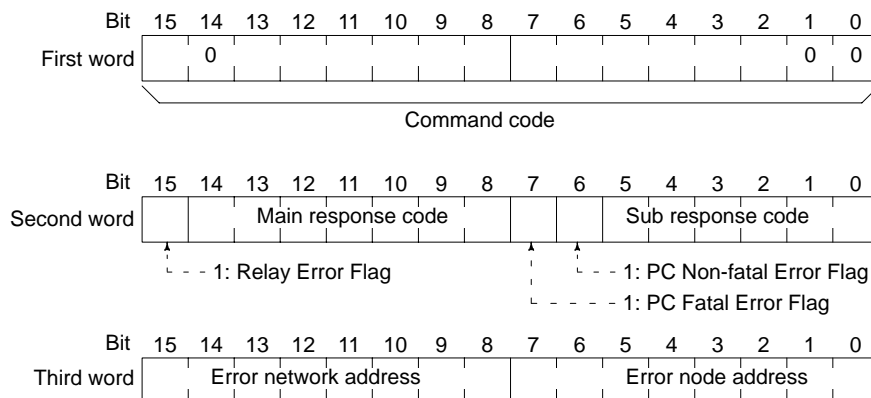 Bit 15 14 13 12 11 10 9 8 7 6 5 4 3 2 1 0
First word 0 0 0
Command code
Bit 15 14 13 12 11 10 9 8 7 6 5 4 3 2 1 0
Second word Main response code Sub response code
1: Relay Error Flag 1: PC Non-fatal Error Flag
1: PC Fatal Error Flag
Bit 15 14 13 12 11 10 9 8 7 6 5 4 3 2 1 0
Third word Error network address Error node address